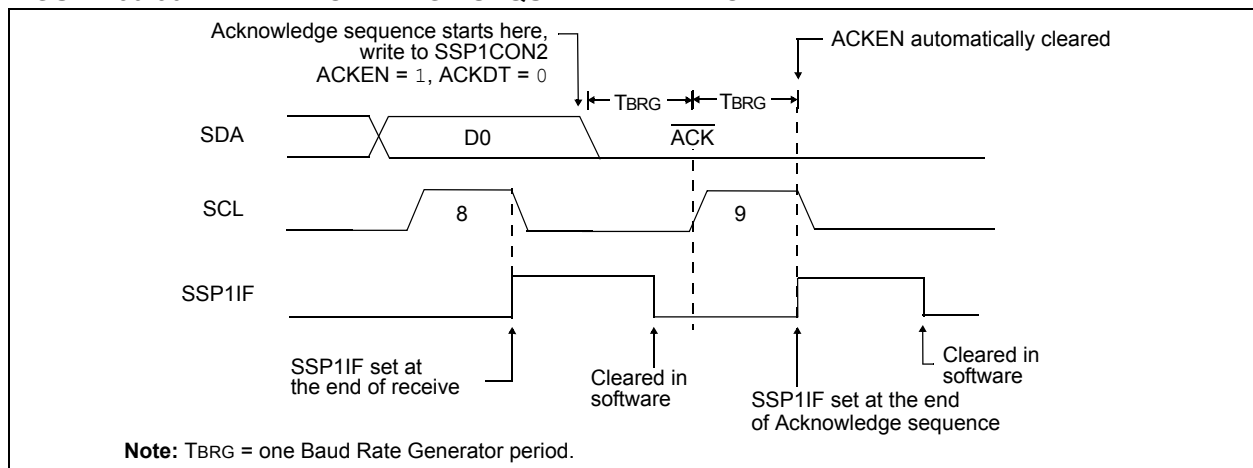 Acknowledge sequence starts here,
write to SSP1CON2
ACKEN = 1, ACKDT = 0
ACKEN automatically cleared
TBRG
TBRG
SDA
D0
ACK
SCL
8
9
SSP1IF
SSP1IF set at
the end of receive
Cleared in
software
SSP1IF set at the end
of Acknowledge sequence
Cleared in
software
Note: TBRG = one Baud Rate Generator period.